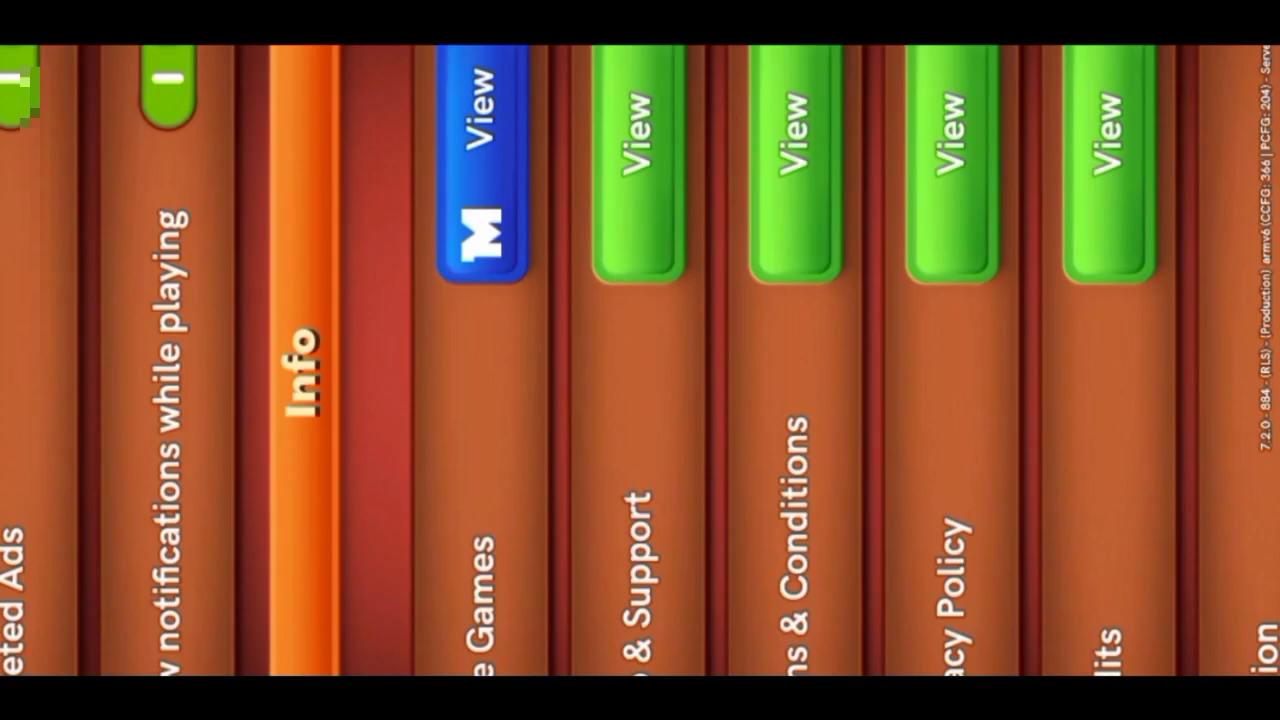 eted Ads
notifications while playing
Info
e Games
View
& Support
View
ns & Conditions
View
acy Policy
View
lits
View
ion
7.2.0 - 884 - (RLS) - (Production) armv6 (CCFG: 366 | PCFG: 204) - Serve